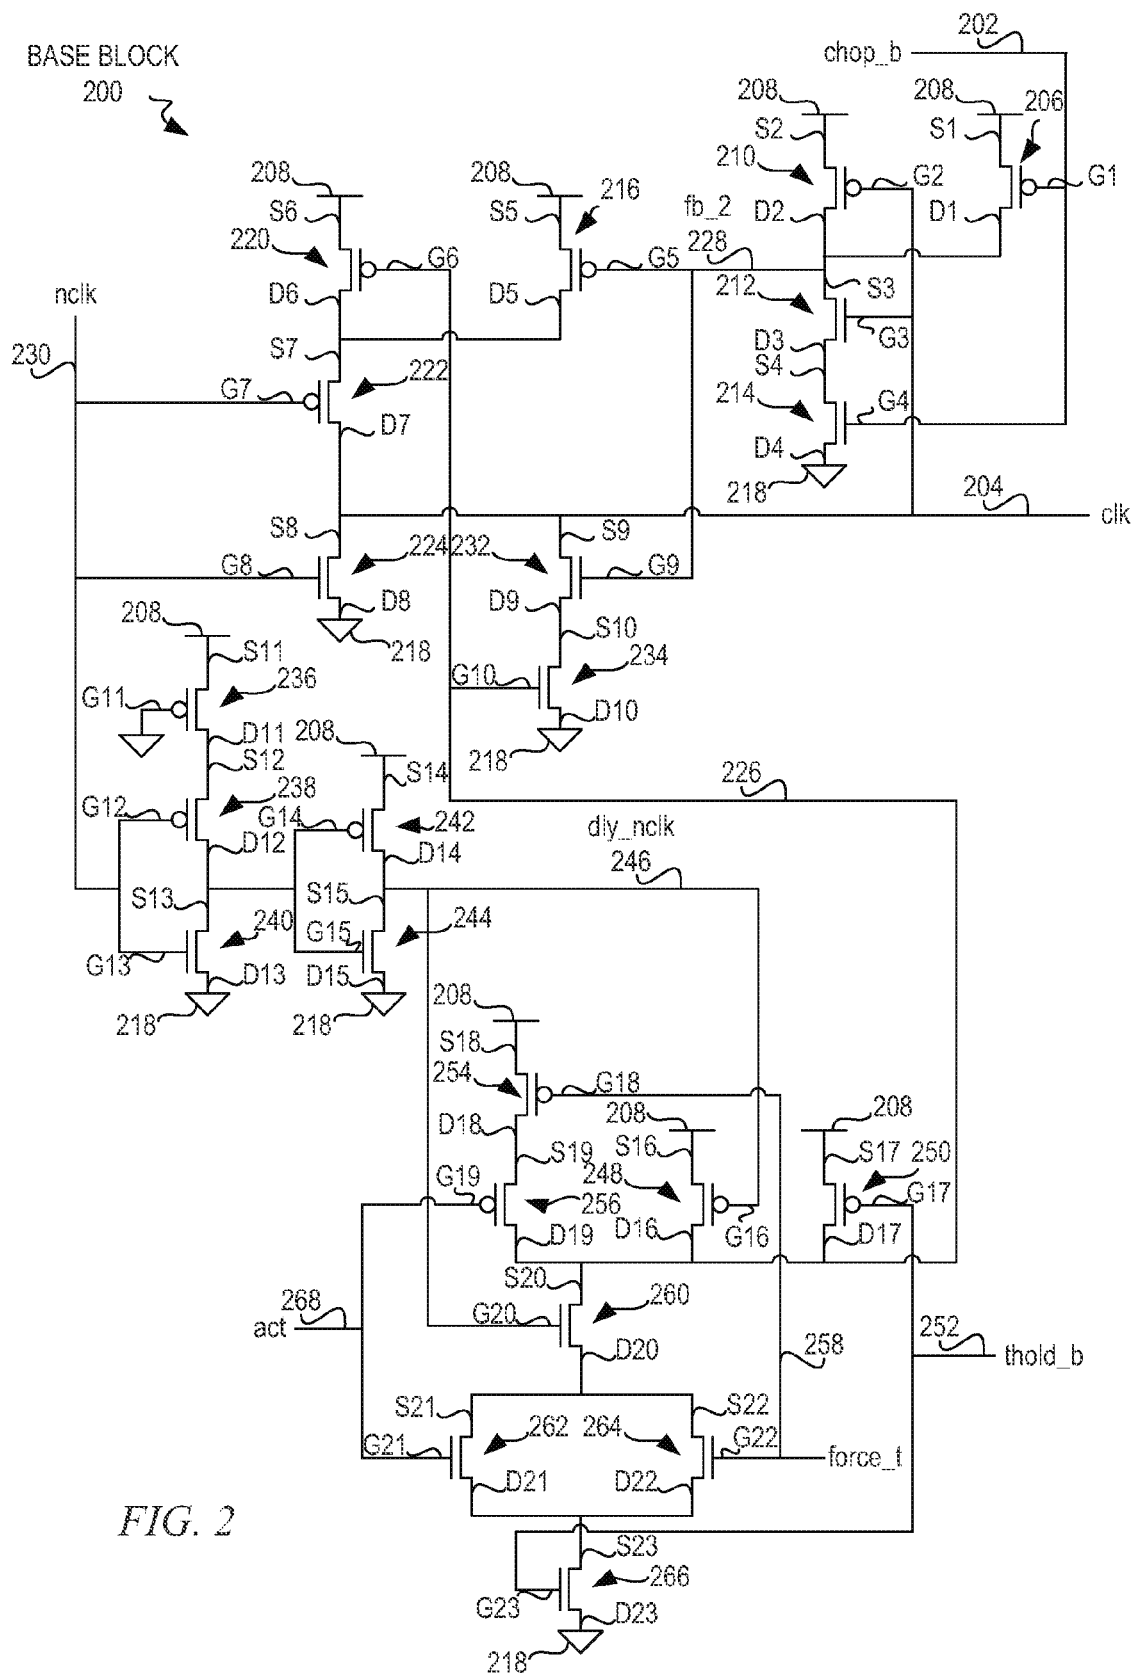 202
BASE BLOCK
chop_b
200
208
208
206
S2
S1
210
G2
G1
D2
D1
208
208
216
fb_2
S6
S5
228
220
G6
G5
S3
212
nclk
D6
D5
G3
D3
230
S7
S4
222
G7
214
G4
D7
D4
218
204
clk
S8
S9
224
232
G8
G9
D8
D9
208
218
S10
S11
G10
234
G11
236
D10
D11
208
218
S12
S14
226
G12
238
G14
242
dly_nclk
D12
D14
246
S13
S15
240
G15
244
G13
D13
D15
208
218
218
S18
254
G18
208
208
D18
S16
S17
250
S19
G19
248
G17
256
D19
D16
G16
D17
S20
260
268
G20
252
act
D20
258
thold_b
S21
S22
262
264
G22
G21
force_t
D21
D22
FIG. 2
S23
266
G23
D23
218